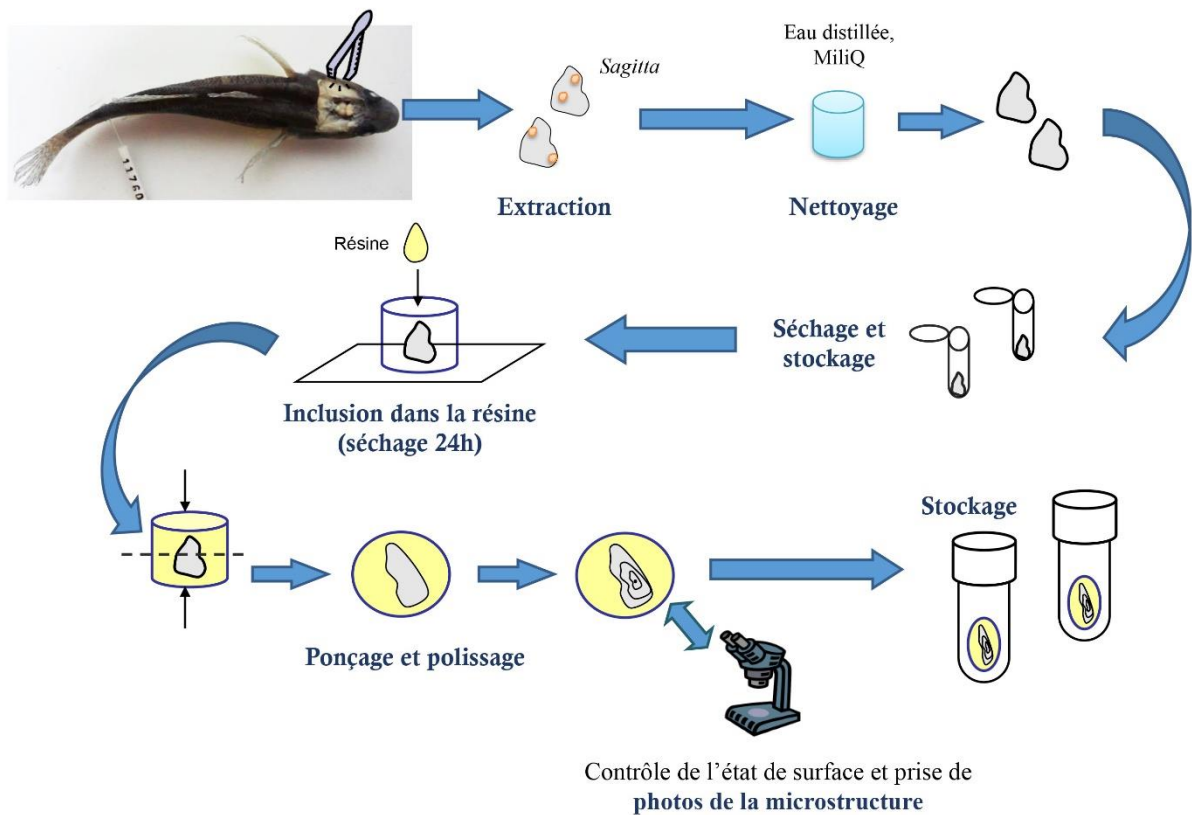 Eau distillée,
MiliQ
Sagitta
11760
Extraction
Nettoyage
Résine
Séchage et
stockage
Inclusion dans la résine
(séchage 24h)
Stockage
Ponçage et polissage
Contrôle de l'état de surface et prise de
photos de la microstructure